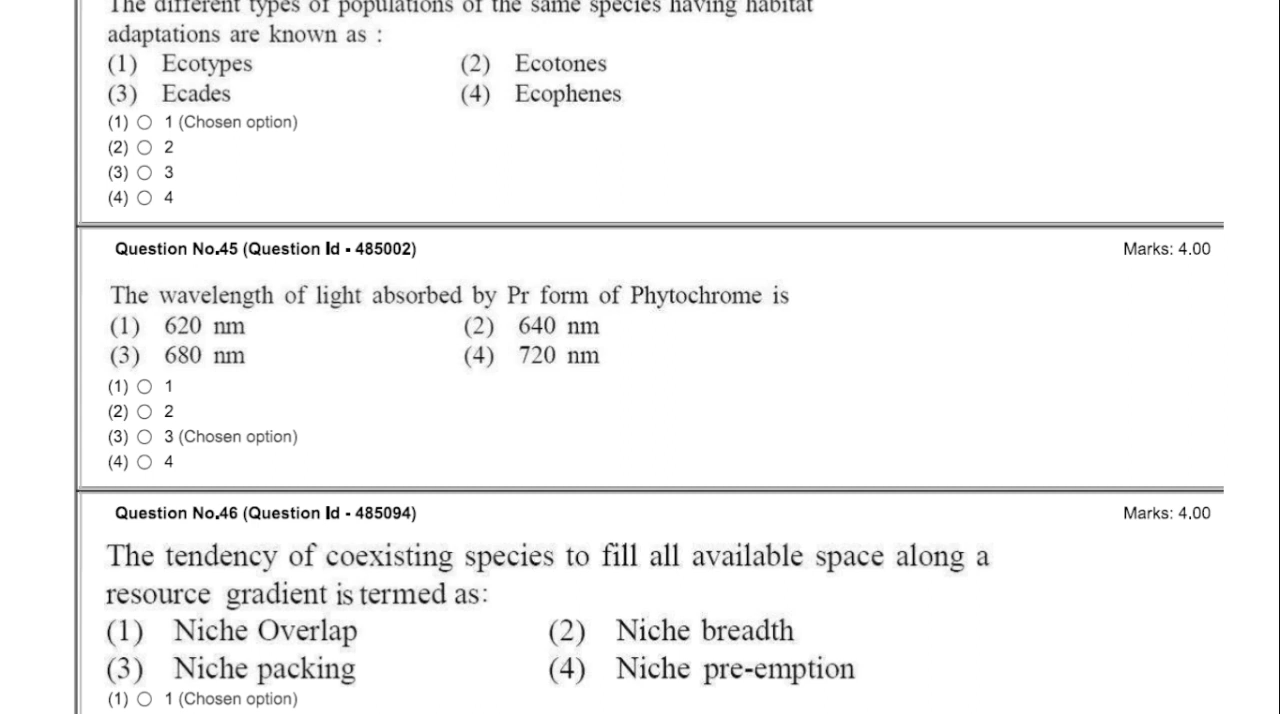 The different types of populations of the same species having habitat
adaptations are known as :
(1) Ecotypes (2) Ecotones
(3) Ecades (4) Ecophenes
(1) 1 (Chosen option)
(2) 2
(3) 3
(4) 4
Question No.45 (Question Id - 485002) Marks: 4.00
The wavelength of light absorbed by Pr form of Phytochrome is
(1) 620 nm (2) 640 nm
(3) 680 nm (4) 720 nm
(1) 1
(2) 2
(3) 3 (Chosen option)
(4) 4
Question No.46 (Question Id - 485094) Marks: 4.00
The tendency of coexisting species to fill all available space along a
resource gradient is termed as:
(1) Niche Overlap (2) Niche breadth
(3) Niche packing (4) Niche pre-emption
(1) 1 (Chosen option)